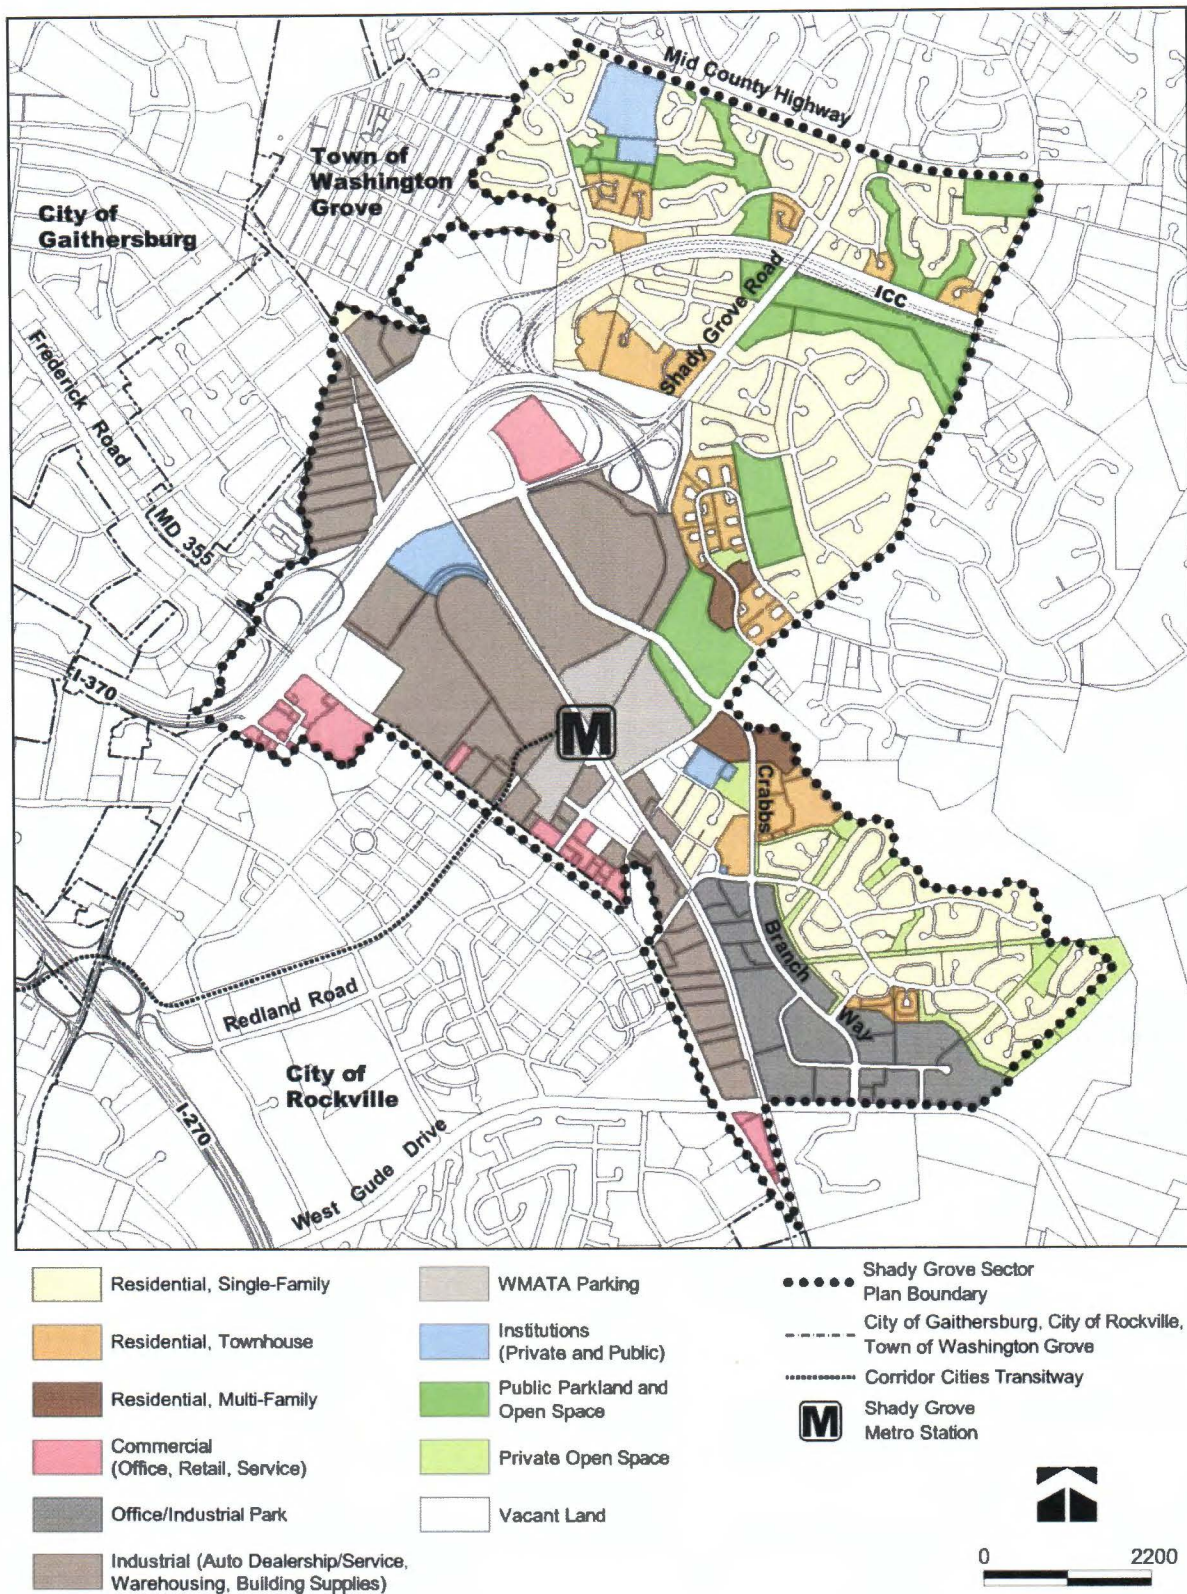 Mid County Highway
Town of
Washington
Grove
City of
Gaithersburg
ICC
Shady Grove Road
Frederick Road
MD 355
I-370
M
Crabbs
Branch
Way
Redland Road
City of
Rockville
I-270
West Gude Drive
Residential, Single-Family
Residential, Townhouse
Residential, Multi-Family
Commercial
(Office, Retail, Service)
Office/Industrial Park
Industrial (Auto Dealership/Service,
Warehousing, Building Supplies)
WMATA Parking
Institutions
(Private and Public)
Public Parkland and
Open Space
Private Open Space
Vacant Land
Shady Grove Sector
Plan Boundary
City of Gaithersburg, City of Rockville,
Town of Washington Grove
Corridor Cities Transitway
M
Shady Grove
Metro Station
0 2200